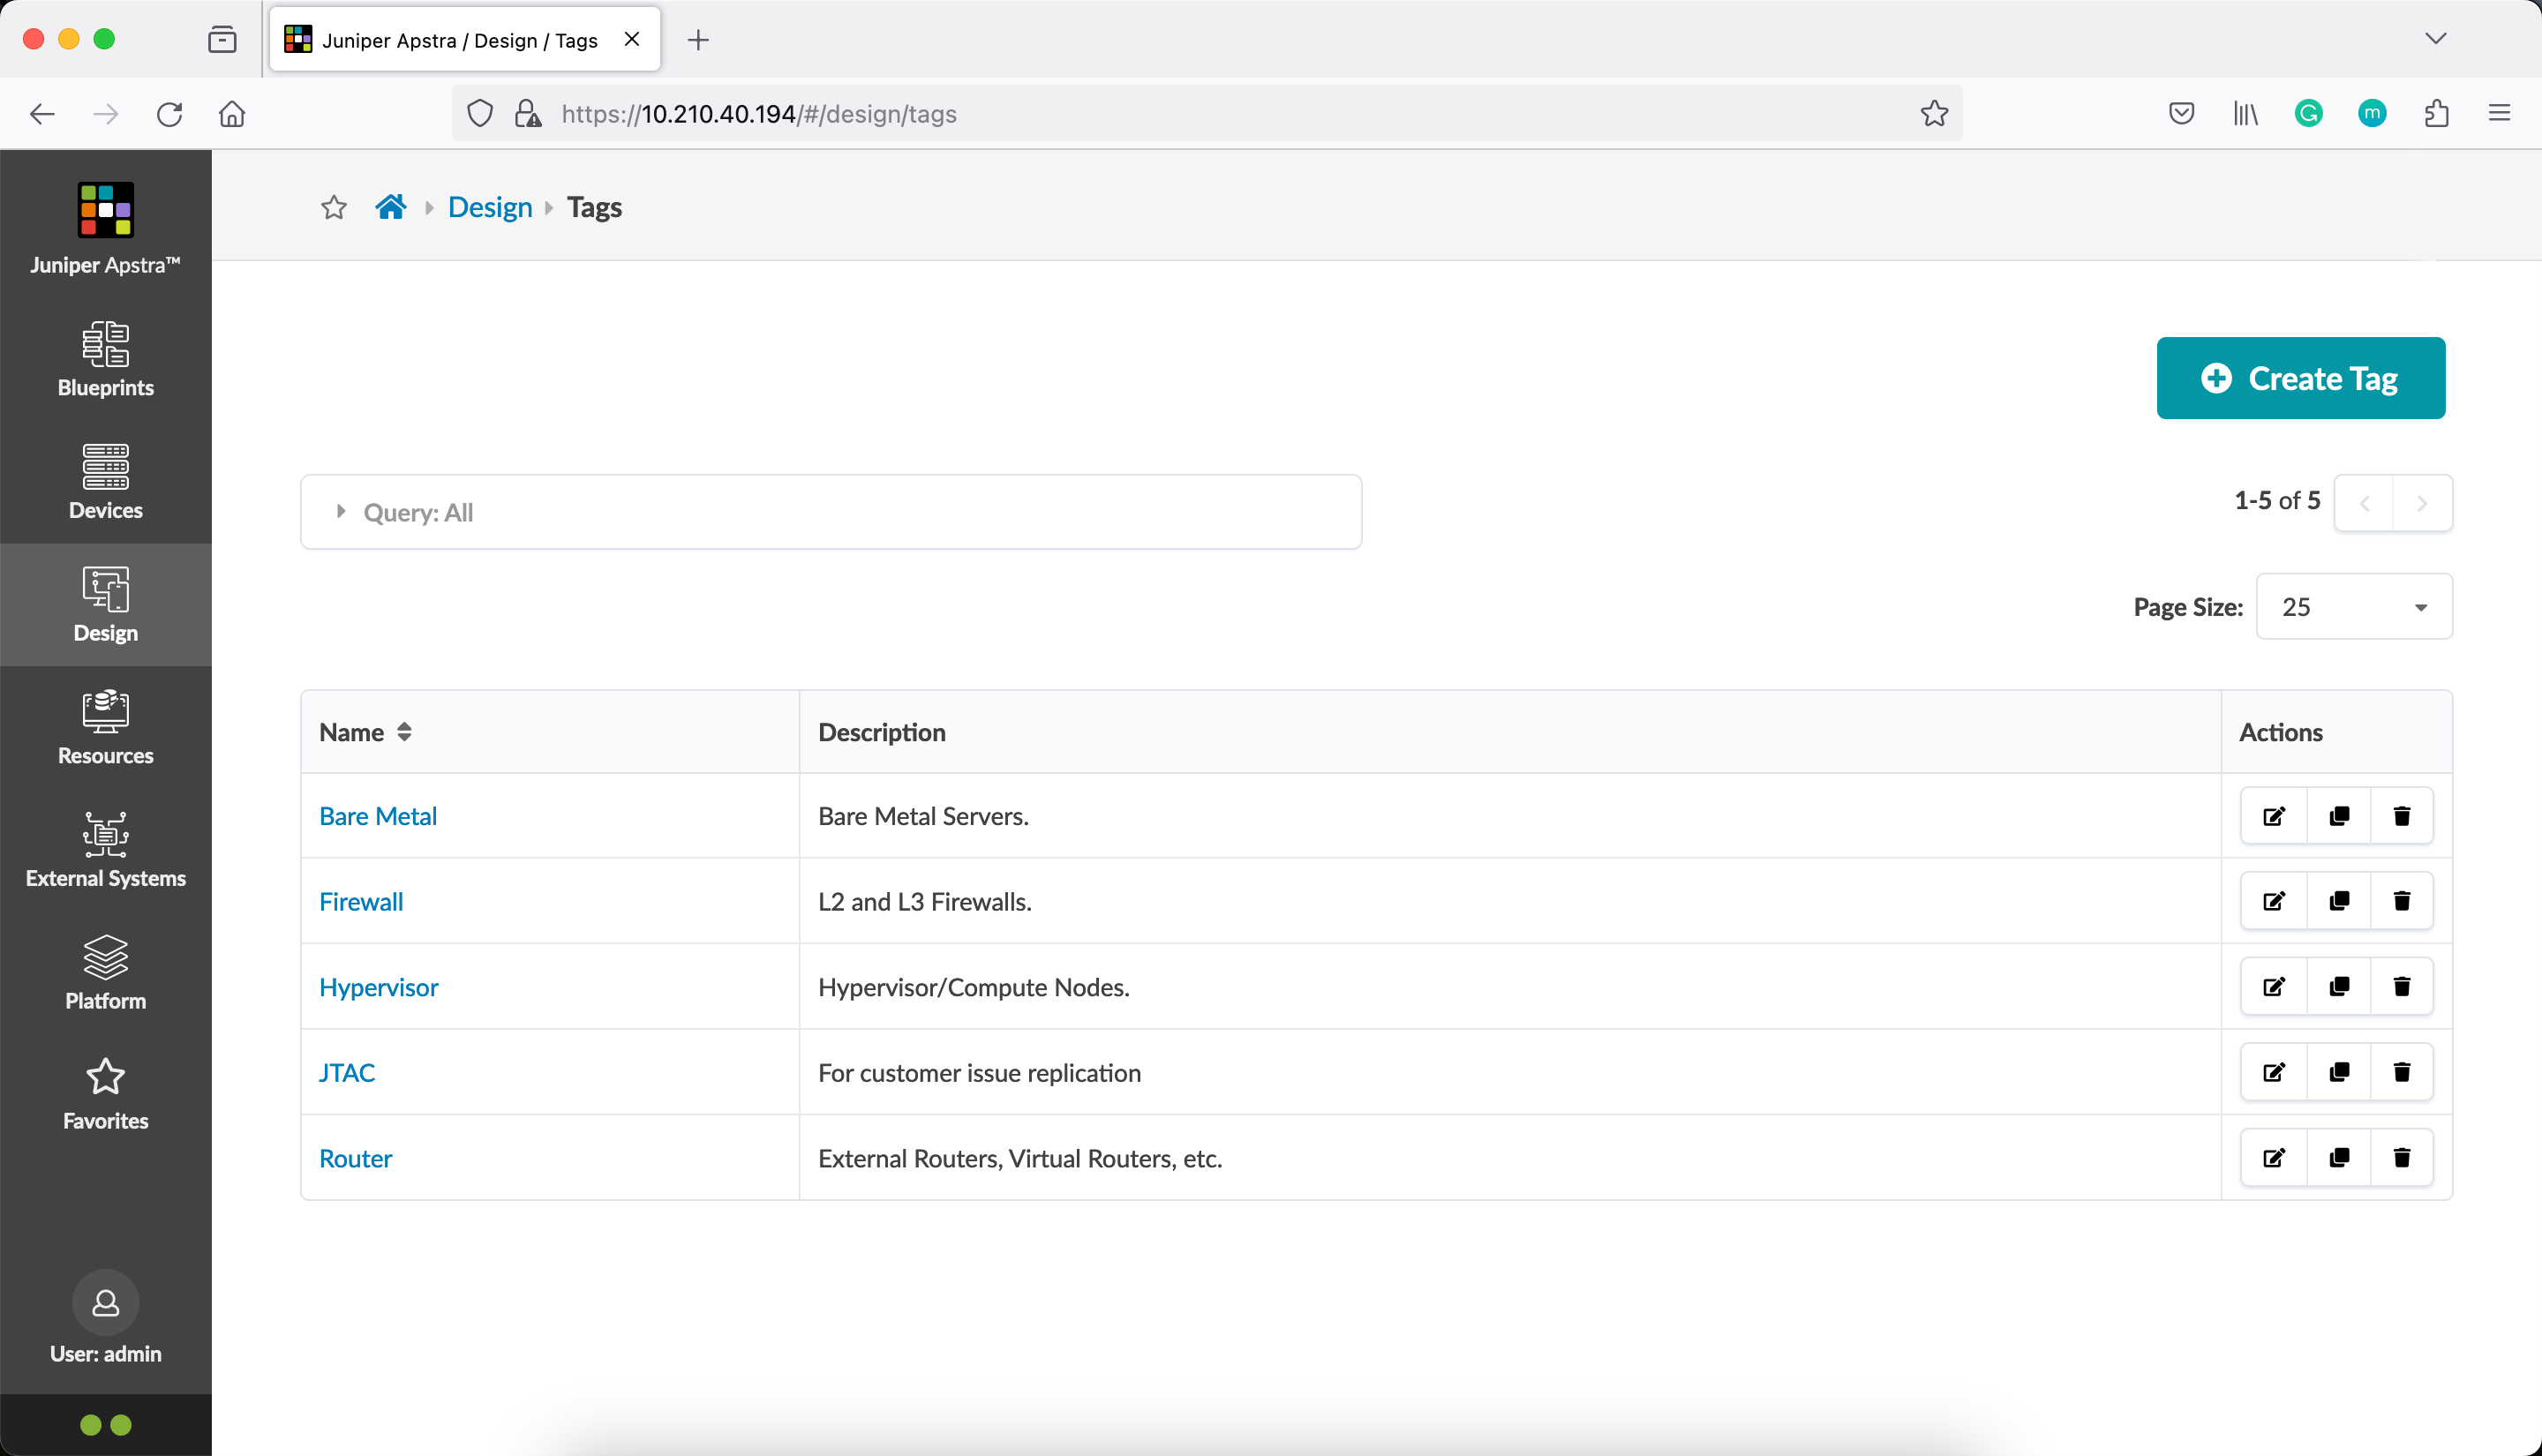 Juniper Apstra / Design / Tags
https://10.210.40.194/#/design/tags
m
Juniper Apstra™
Blueprints
Devices
Design
Resources
External Systems
Platform
Favorites
User: admin
Design Tags
Create Tag
Query: All
1-5 of 5
Page Size: 25
Name Description Actions
Bare Metal Bare Metal Servers.
Firewall L2 and L3 Firewalls.
Hypervisor Hypervisor/Compute Nodes.
JTAC For customer issue replication
Router External Routers, Virtual Routers, etc.